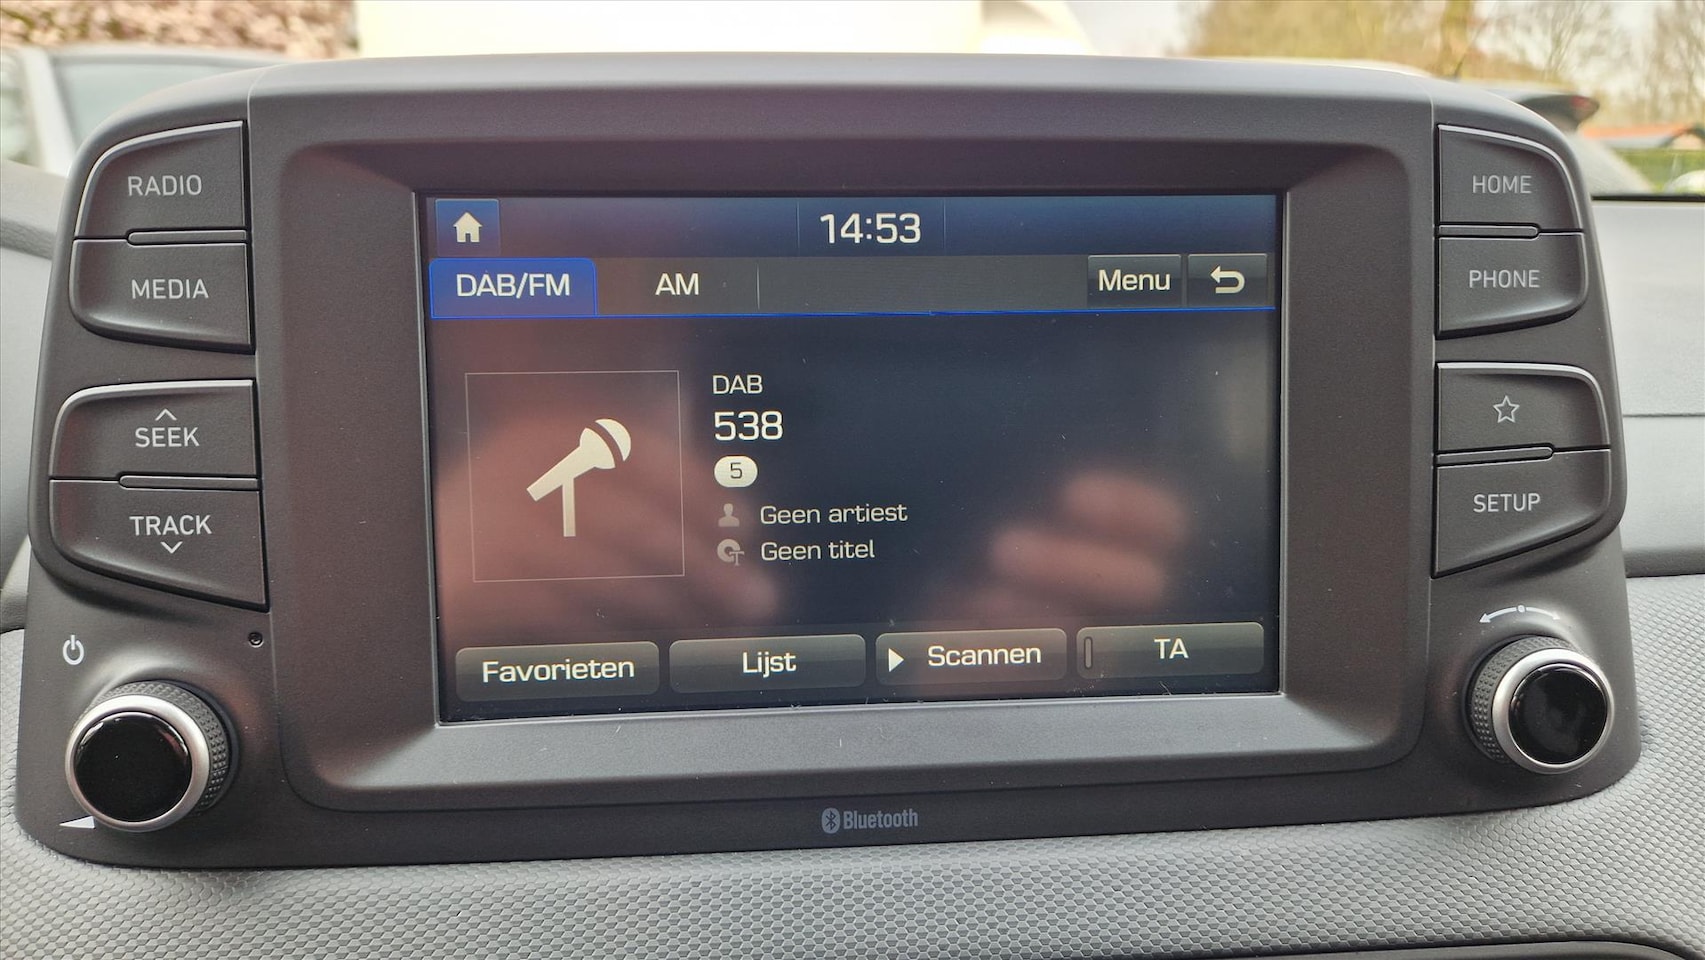 RADIO
MEDIA
SEEK
TRACK
14:53
DAB/FM
AM
Menu
DAB
538
5
Geen artiest
Geen titel
Favorieten
Lijst
Scannen
TA
HOME
PHONE
SETUP
Bluetooth